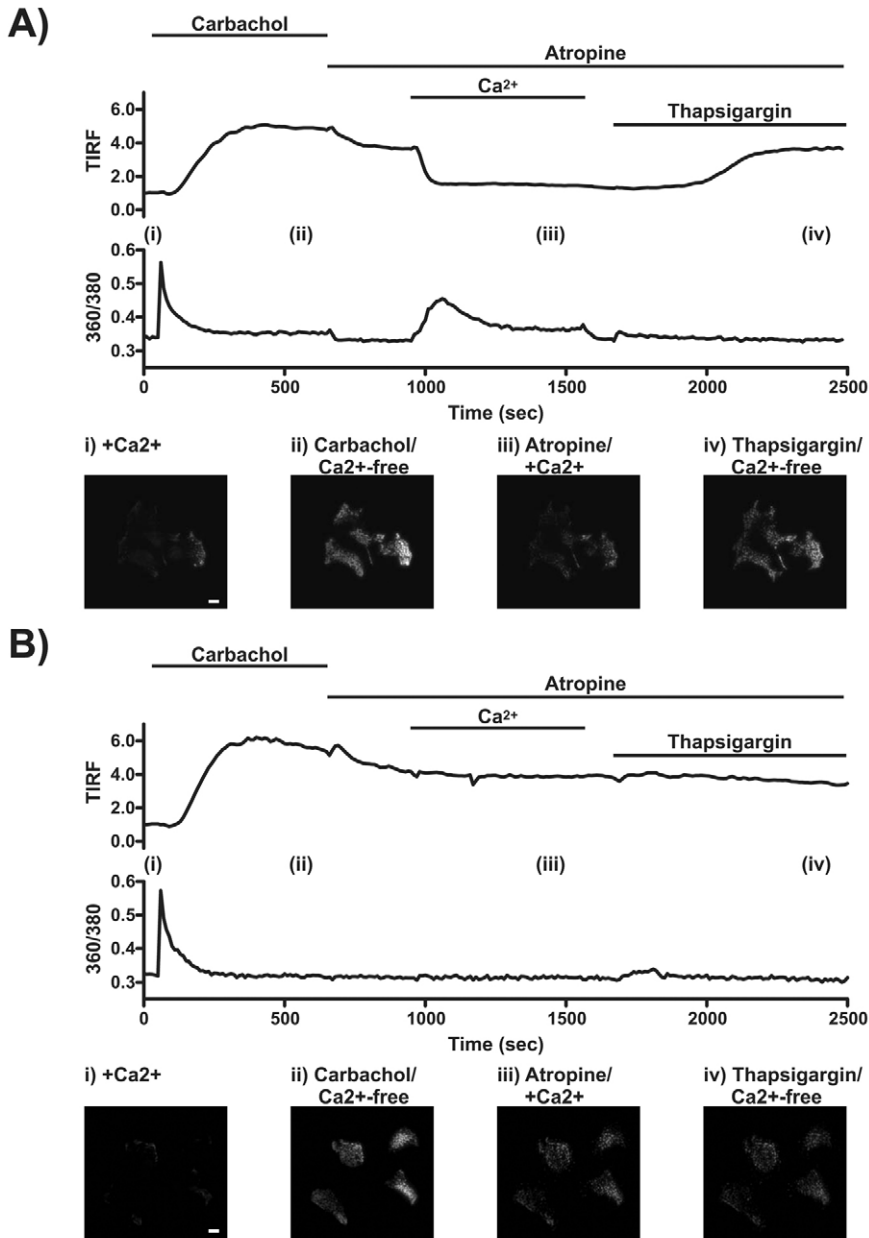 A)
Carbachol
Atropine
Ca²⁺
Thapsigargin
TIRF
6.0
4.0
2.0
0.0
(i) (ii) (iii) (iv)
360/380
0.6
0.5
0.4
0.3
0 500 1000 1500 2000 2500
Time (sec)
i) +Ca2+
ii) Carbachol/
Ca2+-free
iii) Atropine/
+Ca2+
iv) Thapsigargin/
Ca2+-free
B)
Carbachol
Atropine
Ca²⁺
Thapsigargin
TIRF
6.0
4.0
2.0
0.0
(i) (ii) (iii) (iv)
360/380
0.6
0.5
0.4
0.3
0 500 1000 1500 2000 2500
Time (sec)
i) +Ca2+
ii) Carbachol/
Ca2+-free
iii) Atropine/
+Ca2+
iv) Thapsigargin/
Ca2+-free